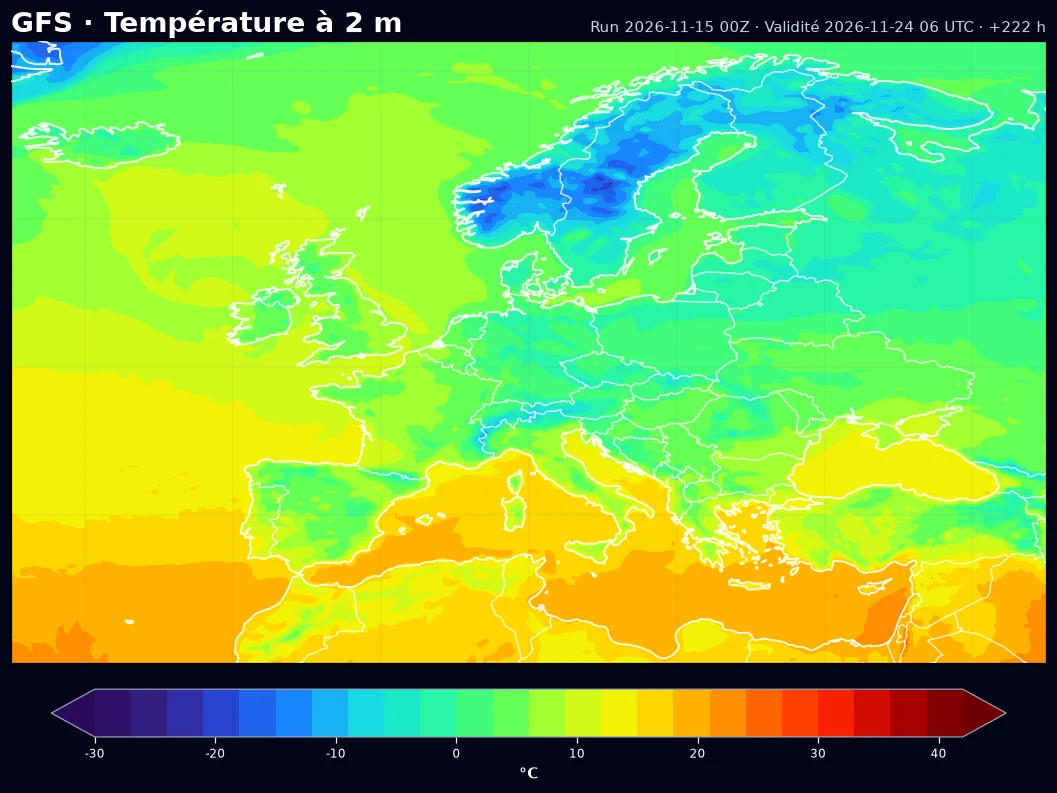 GFS · Température à 2 m
Run 2026-11-15 00Z · Validité 2026-11-24 06 UTC · +222 h
-30 -20 -10 0 10 20 30 40
°C